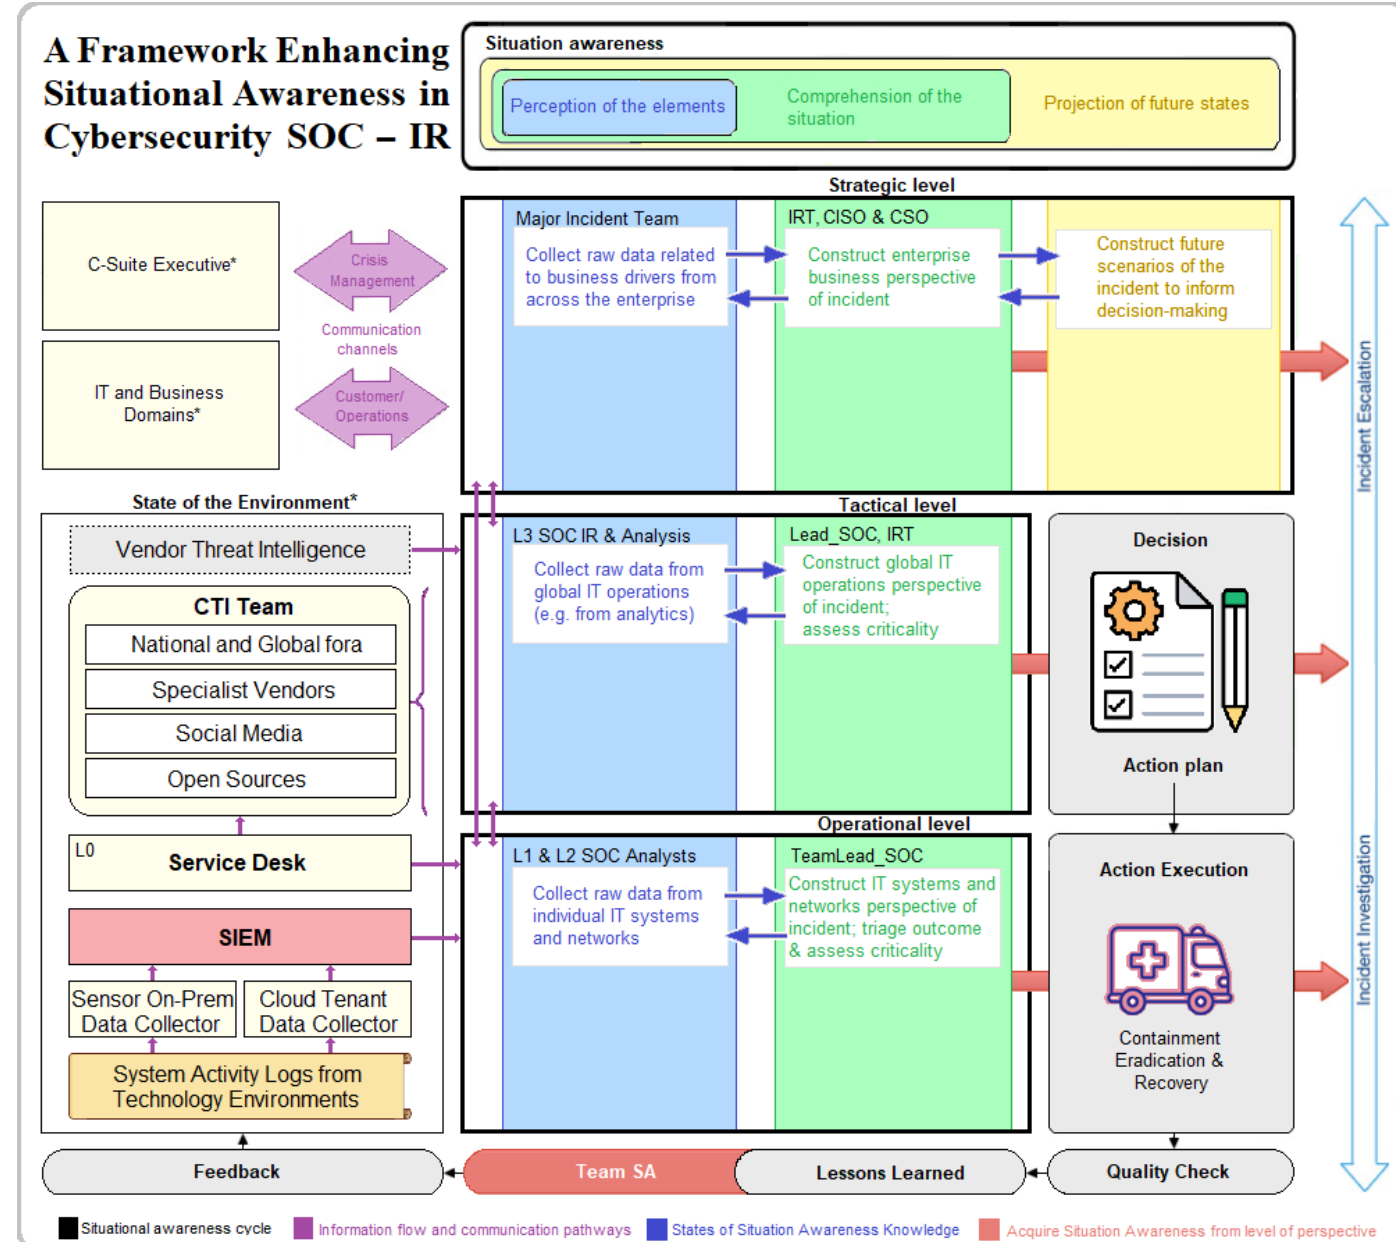 A Framework Enhancing
Situational Awareness in
Cybersecurity SOC – IR
Situation awareness
Perception of the elements
Comprehension of the
situation
Projection of future states
Strategic level
C-Suite Executive*
IT and Business
Domains*
Crisis
Management
Communication
channels
Customer/
Operations
Major Incident Team
Collect raw data related
to business drivers from
across the enterprise
IRT, CISO & CSO
Construct enterprise
business perspective
of incident
Construct future
scenarios of the
incident to inform
decision-making
Incident Escalation
State of the Environment*
Vendor Threat Intelligence
CTI Team
National and Global fora
Specialist Vendors
Social Media
Open Sources
L0
Service Desk
SIEM
Sensor On-Prem
Data Collector
Cloud Tenant
Data Collector
System Activity Logs from
Technology Environments
Tactical level
L3 SOC IR & Analysis
Collect raw data from
global IT operations
(e.g. from analytics)
Lead_SOC, IRT
Construct global IT
operations perspective
of incident;
assess criticality
Decision
Action plan
Operational level
L1 & L2 SOC Analysts
Collect raw data from
individual IT systems
and networks
TeamLead_SOC
Construct IT systems and
networks perspective of
incident; triage outcome
& assess criticality
Action Execution
Containment
Eradication &
Recovery
Incident Investigation
Feedback
Team SA
Lessons Learned
Quality Check
Situational awareness cycle
Information flow and communication pathways
States of Situation Awareness Knowledge
Acquire Situation Awareness from level of perspective